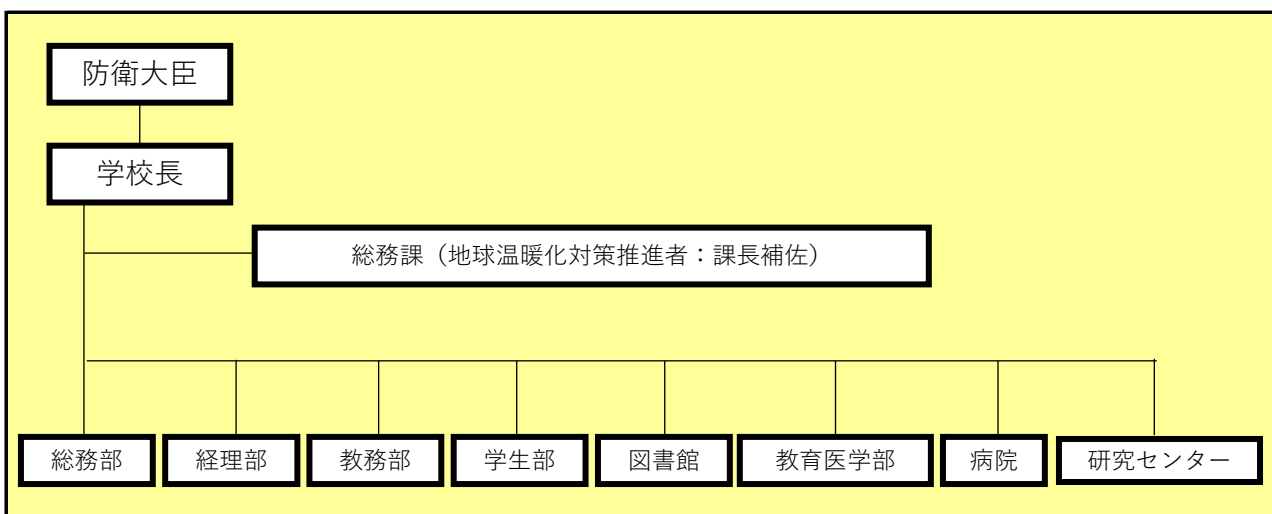 防衛大臣
学校長
総務課（地球温暖化対策推進者：課長補佐）
総務部
経理部
教務部
学生部
図書館
教育医学部
病院
研究センター